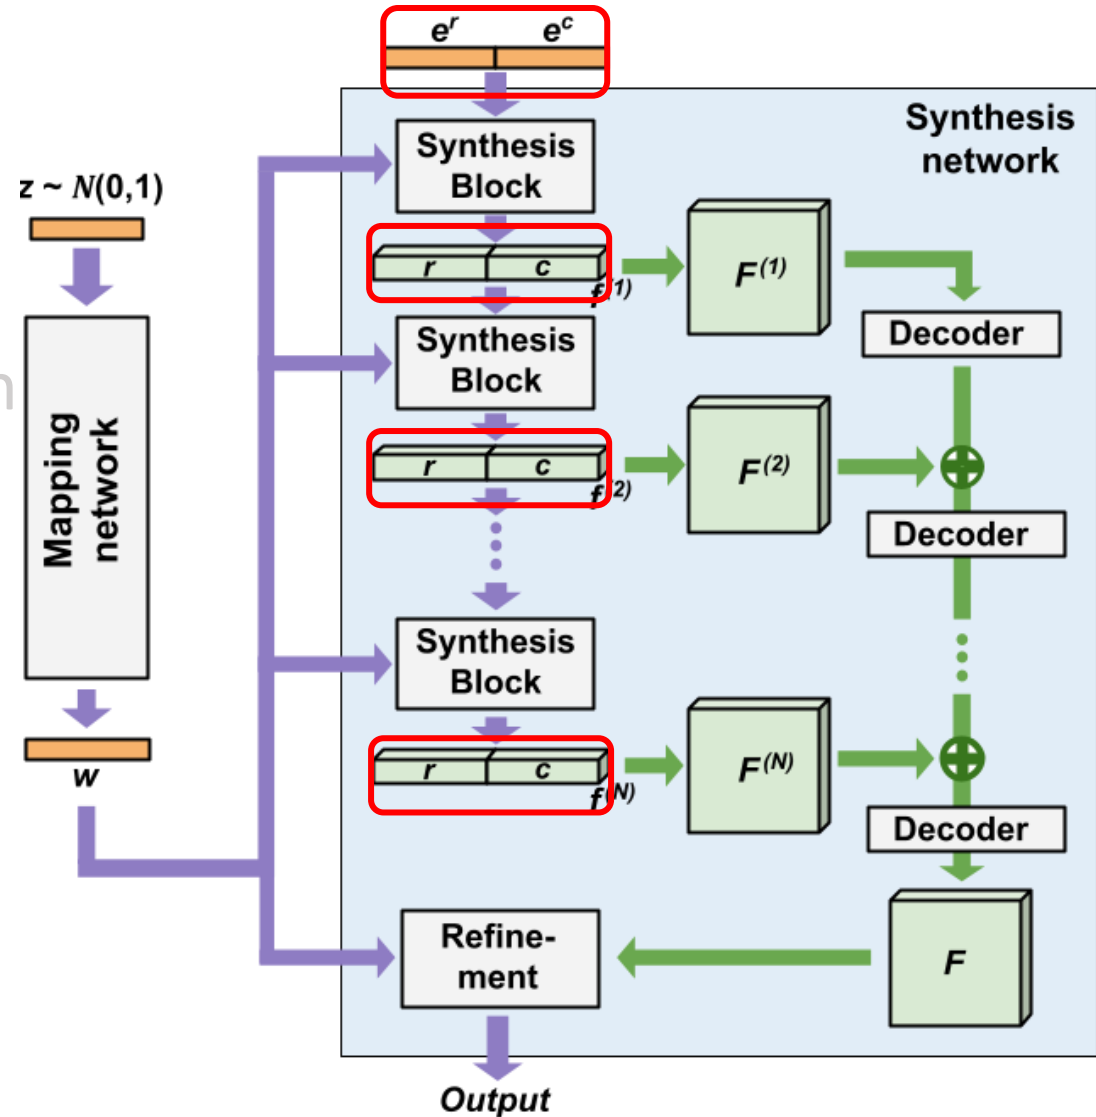 e^r e^c
Synthesis
network
Synthesis
Block
z ~ N(0,1)
r c
f^(1)
F^(1)
Decoder
Synthesis
Block
n
Mapping
network
r c
f^(2)
F^(2)
Decoder
Synthesis
Block
r c
f^(N)
F^(N)
w
Decoder
Refine-
ment
F
Output